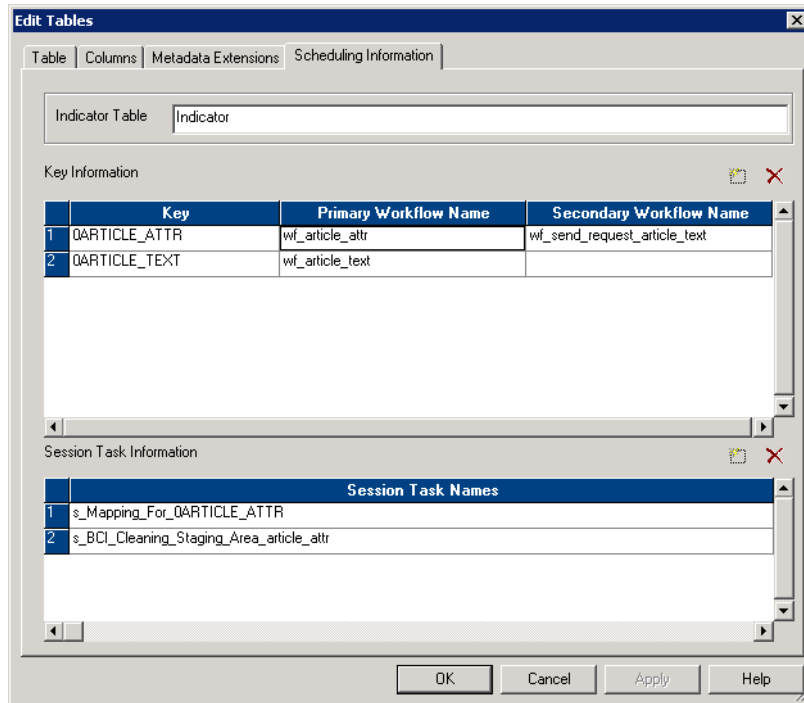 Edit Tables
Table Columns Metadata Extensions Scheduling Information
Indicator Table Indicator
Key Information
Key Primary Workflow Name Secondary Workflow Name
1 0ARTICLE_ATTR wf_article_attr wf_send_request_article_text
2 0ARTICLE_TEXT wf_article_text
Session Task Information
Session Task Names
1 s_Mapping_For_0ARTICLE_ATTR
2 s_BCI_Cleaning_Staging_Area_article_attr
OK Cancel Apply Help